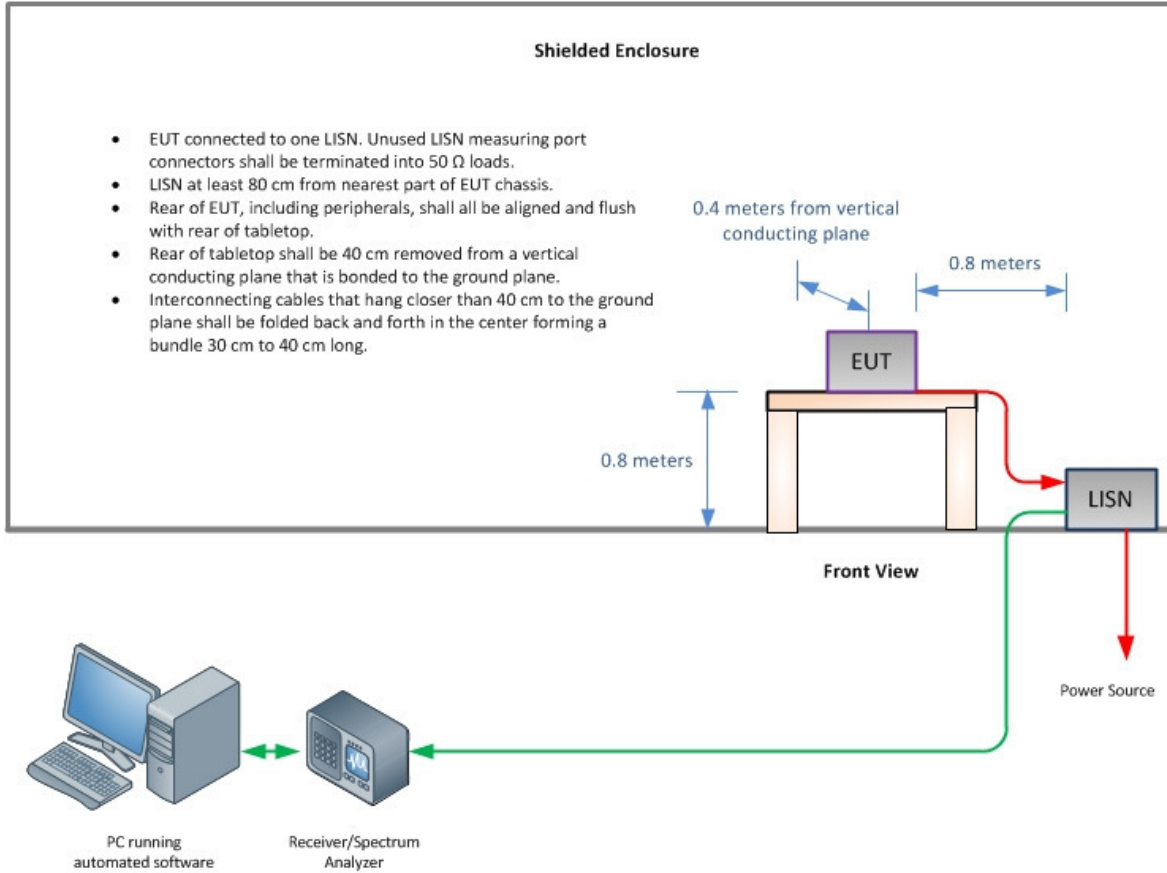 Shielded Enclosure
• EUT connected to one LISN. Unused LISN measuring port
connectors shall be terminated into 50 Ω loads.
• LISN at least 80 cm from nearest part of EUT chassis.
• Rear of EUT, including peripherals, shall all be aligned and flush
with rear of tabletop.
• Rear of tabletop shall be 40 cm removed from a vertical
conducting plane that is bonded to the ground plane.
• Interconnecting cables that hang closer than 40 cm to the ground
plane shall be folded back and forth in the center forming a
bundle 30 cm to 40 cm long.
0.4 meters from vertical
conducting plane
0.8 meters
EUT
0.8 meters
LISN
Front View
Power Source
PC running
automated software
Receiver/Spectrum
Analyzer